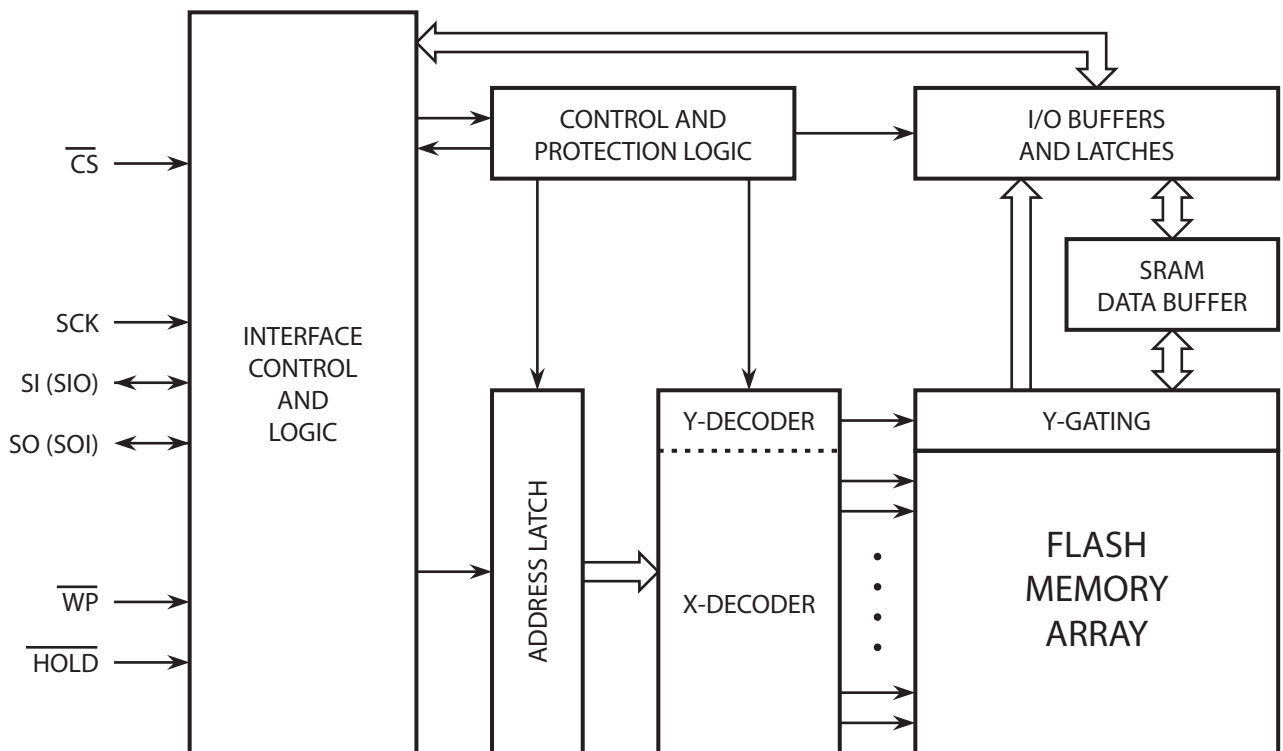 CS
SCK
SI (SIO)
SO (SOI)
WP
HOLD
INTERFACE
CONTROL
AND
LOGIC
CONTROL AND
PROTECTION LOGIC
I/O BUFFERS
AND LATCHES
SRAM
DATA BUFFER
ADDRESS LATCH
Y-DECODER
X-DECODER
Y-GATING
FLASH
MEMORY
ARRAY